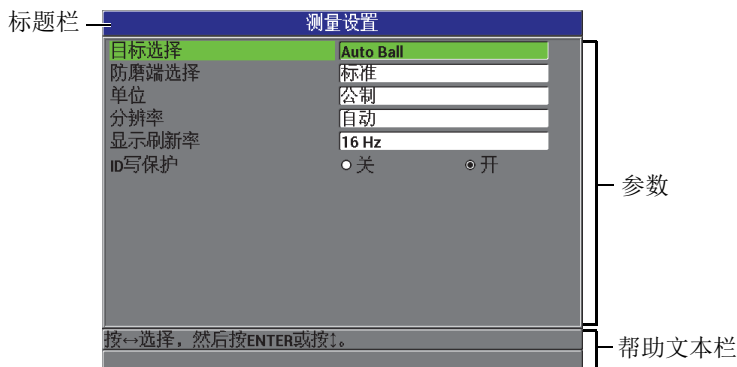 标题栏
测量设置
目标选择 Auto Ball
防磨端选择 标准
单位 公制
分辨率 自动
显示刷新率 16 Hz
ID写保护 关 开
参数
按↔选择，然后按ENTER或按↕。
帮助文本栏